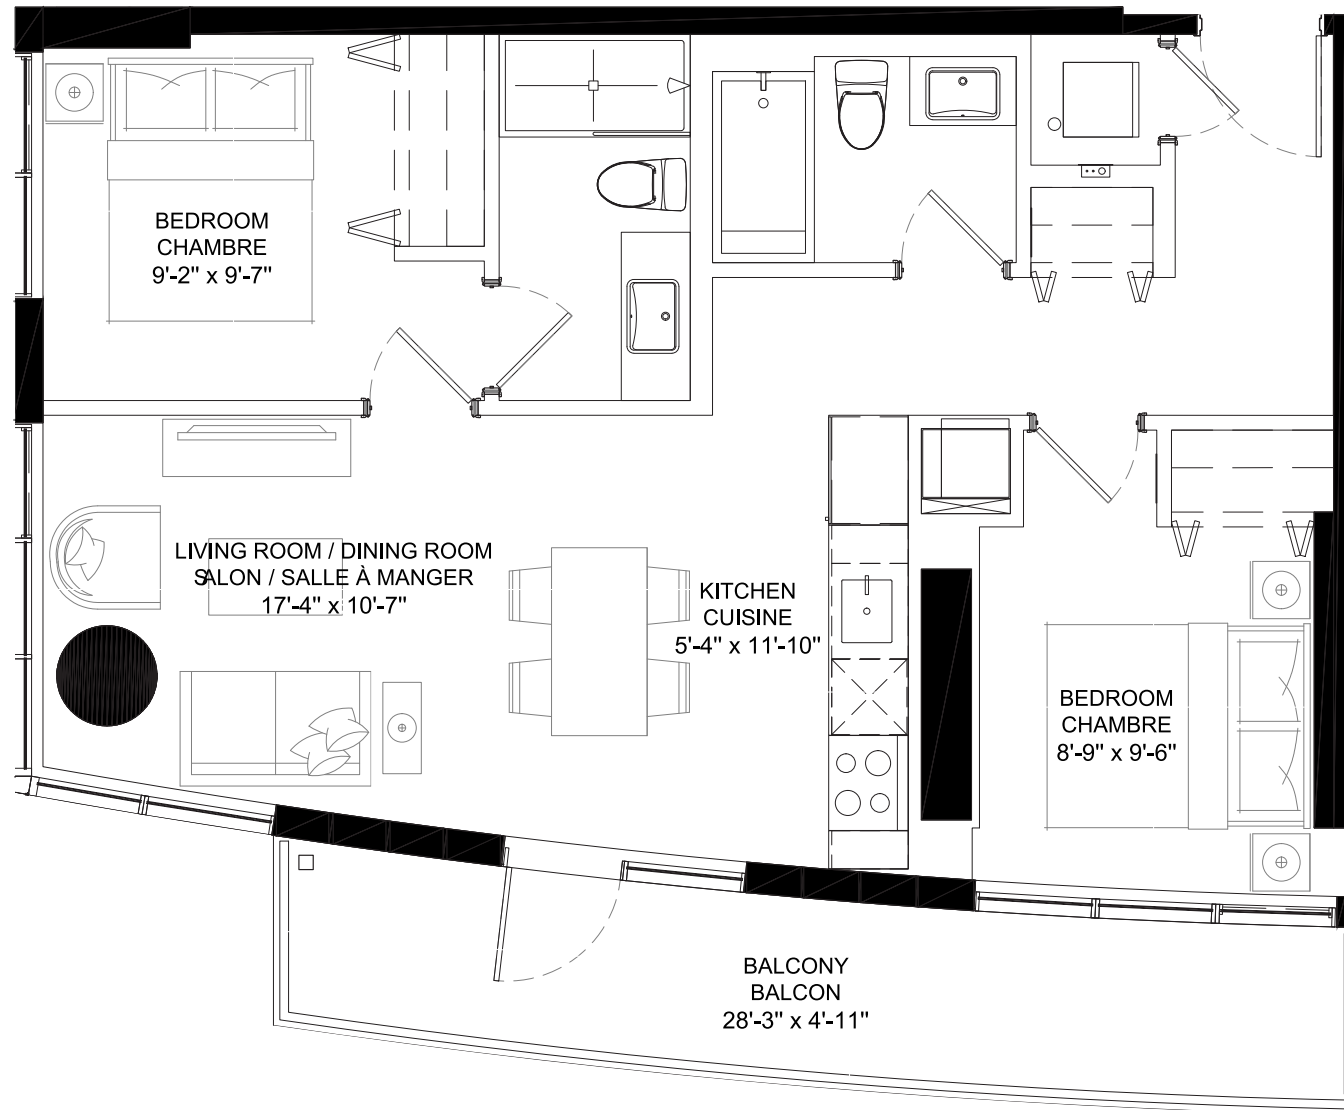 BEDROOM
CHAMBRE
9'-2" x 9'-7"
LIVING ROOM / DINING ROOM
SALON / SALLE À MANGER
17'-4" x 10'-7"
KITCHEN
CUISINE
5'-4" x 11'-10"
BEDROOM
CHAMBRE
8'-9" x 9'-6"
BALCONY
BALCON
28'-3" x 4'-11"